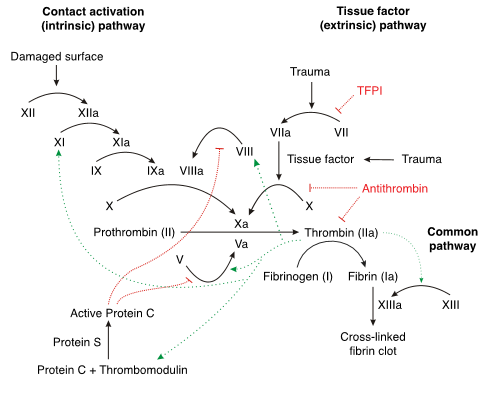 Contact activation
(intrinsic) pathway
Tissue factor
(extrinsic) pathway
Damaged surface
Trauma
TFPI
XII
XIIa
VIIa
VII
XI
XIa
VIII
IX
IXa
VIIIa
Tissue factor
Trauma
Antithrombin
X
X
Xa
Prothrombin (II)
Thrombin (IIa)
Common
pathway
Va
V
Fibrinogen (I)
Fibrin (Ia)
XIIIa
XIII
Active Protein C
Cross-linked
fibrin clot
Protein S
Protein C + Thrombomodulin